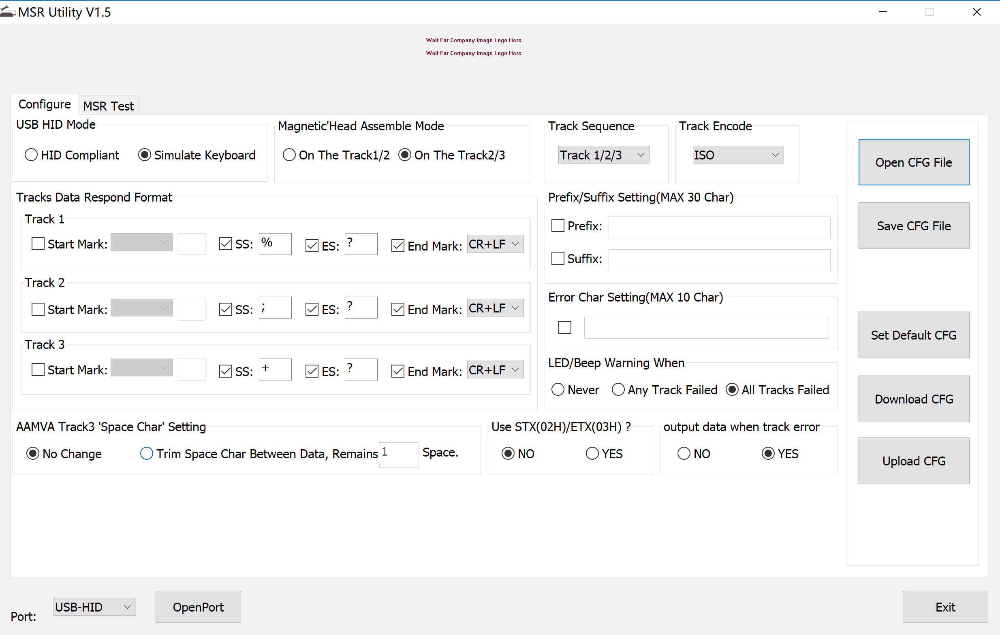 MSR Utility V1.5
Wait For Company Image Logo Here
Wait For Company Image Logo Here
Configure MSR Test
USB HID Mode
HID Compliant Simulate Keyboard
Magnetic'Head Assemble Mode
On The Track1/2 On The Track2/3
Track Sequence
Track 1/2/3
Track Encode
ISO
Open CFG File
Save CFG File
Set Default CFG
Download CFG
Upload CFG
Tracks Data Respond Format
Track 1
Start Mark: SS: % ES: ? End Mark: CR+LF
Track 2
Start Mark: SS: ; ES: ? End Mark: CR+LF
Track 3
Start Mark: SS: + ES: ? End Mark: CR+LF
Prefix/Suffix Setting(MAX 30 Char)
Prefix:
Suffix:
Error Char Setting(MAX 10 Char)
LED/Beep Warning When
Never Any Track Failed All Tracks Failed
AAMVA Track3 'Space Char' Setting
No Change Trim Space Char Between Data, Remains 1 Space.
Use STX(02H)/ETX(03H) ?
NO YES
output data when track error
NO YES
Port: USB-HID OpenPort Exit